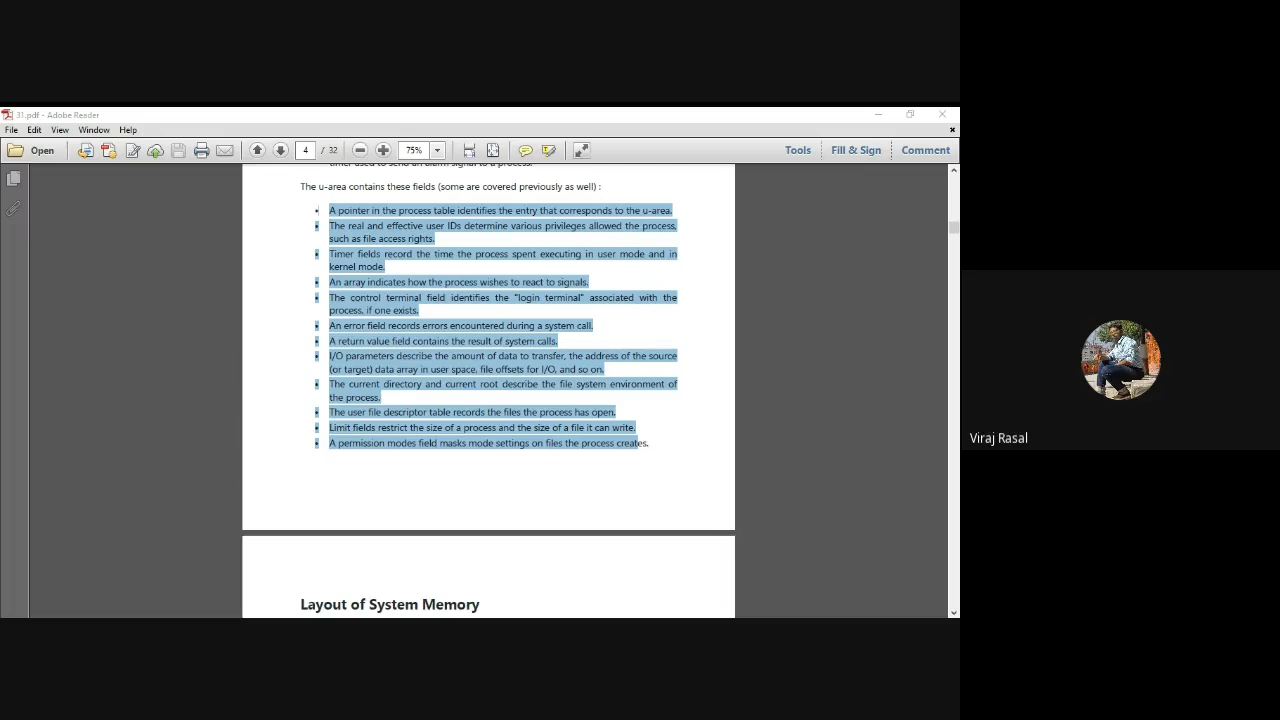 31.pdf - Adobe Reader
File Edit View Window Help
Open 4 / 32 75% Tools Fill & Sign Comment
timer used to send an alarm signal to a process.
The u-area contains these fields (some are covered previously as well) :
• A pointer in the process table identifies the entry that corresponds to the u-area.
• The real and effective user IDs determine various privileges allowed the process,
such as file access rights.
• Timer fields record the time the process spent executing in user mode and in
kernel mode.
• An array indicates how the process wishes to react to signals.
• The control terminal field identifies the "login terminal" associated with the
process, if one exists.
• An error field records errors encountered during a system call.
• A return value field contains the result of system calls.
• I/O parameters describe the amount of data to transfer, the address of the source
(or target) data array in user space, file offsets for I/O, and so on.
• The current directory and current root describe the file system environment of
the process.
• The user file descriptor table records the files the process has open.
• Limit fields restrict the size of a process and the size of a file it can write.
• A permission modes field masks mode settings on files the process creates.
Layout of System Memory
Viraj Rasal